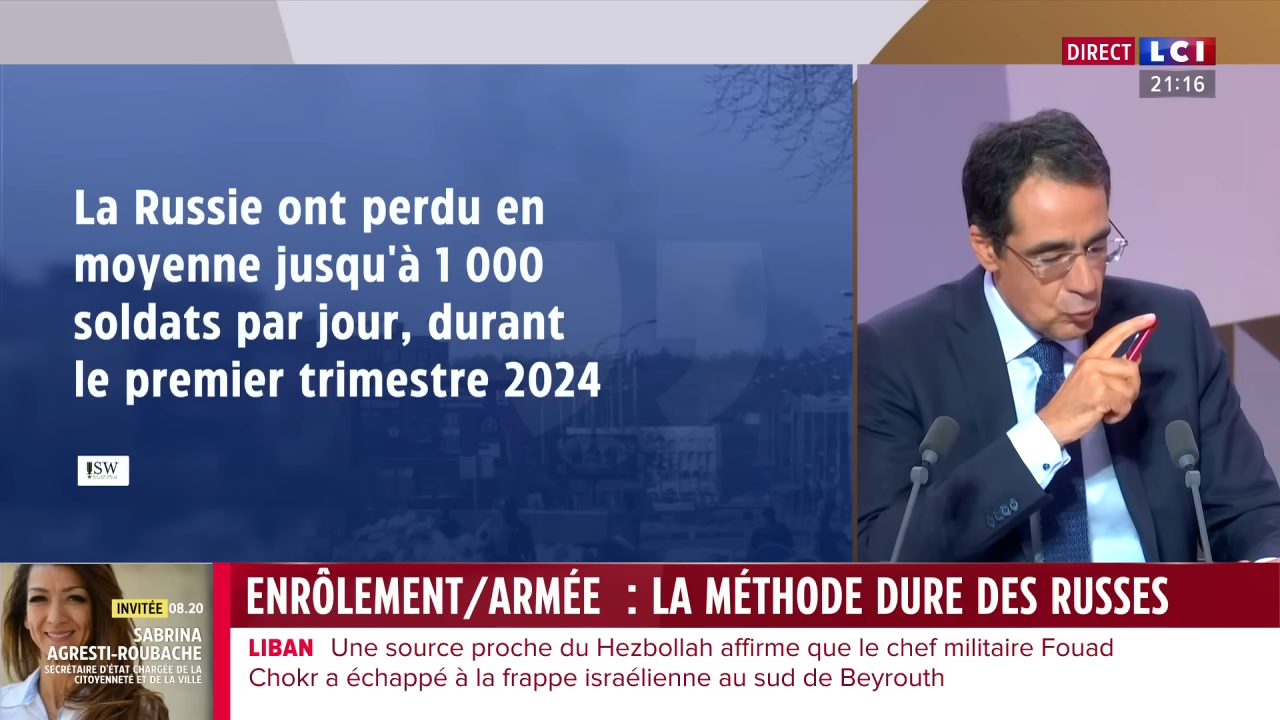 DIRECT LCI
21:16
La Russie ont perdu en
moyenne jusqu'à 1 000
soldats par jour, durant
le premier trimestre 2024
ISW
INVITÉE 08.20
SABRINA
AGRESTI-ROUBACHE
SECRÉTAIRE D'ÉTAT CHARGÉE DE LA
CITOYENNETÉ ET DE LA VILLE
ENRÔLEMENT/ARMÉE : LA MÉTHODE DURE DES RUSSES
LIBAN Une source proche du Hezbollah affirme que le chef militaire Fouad
Chokr a échappé à la frappe israélienne au sud de Beyrouth